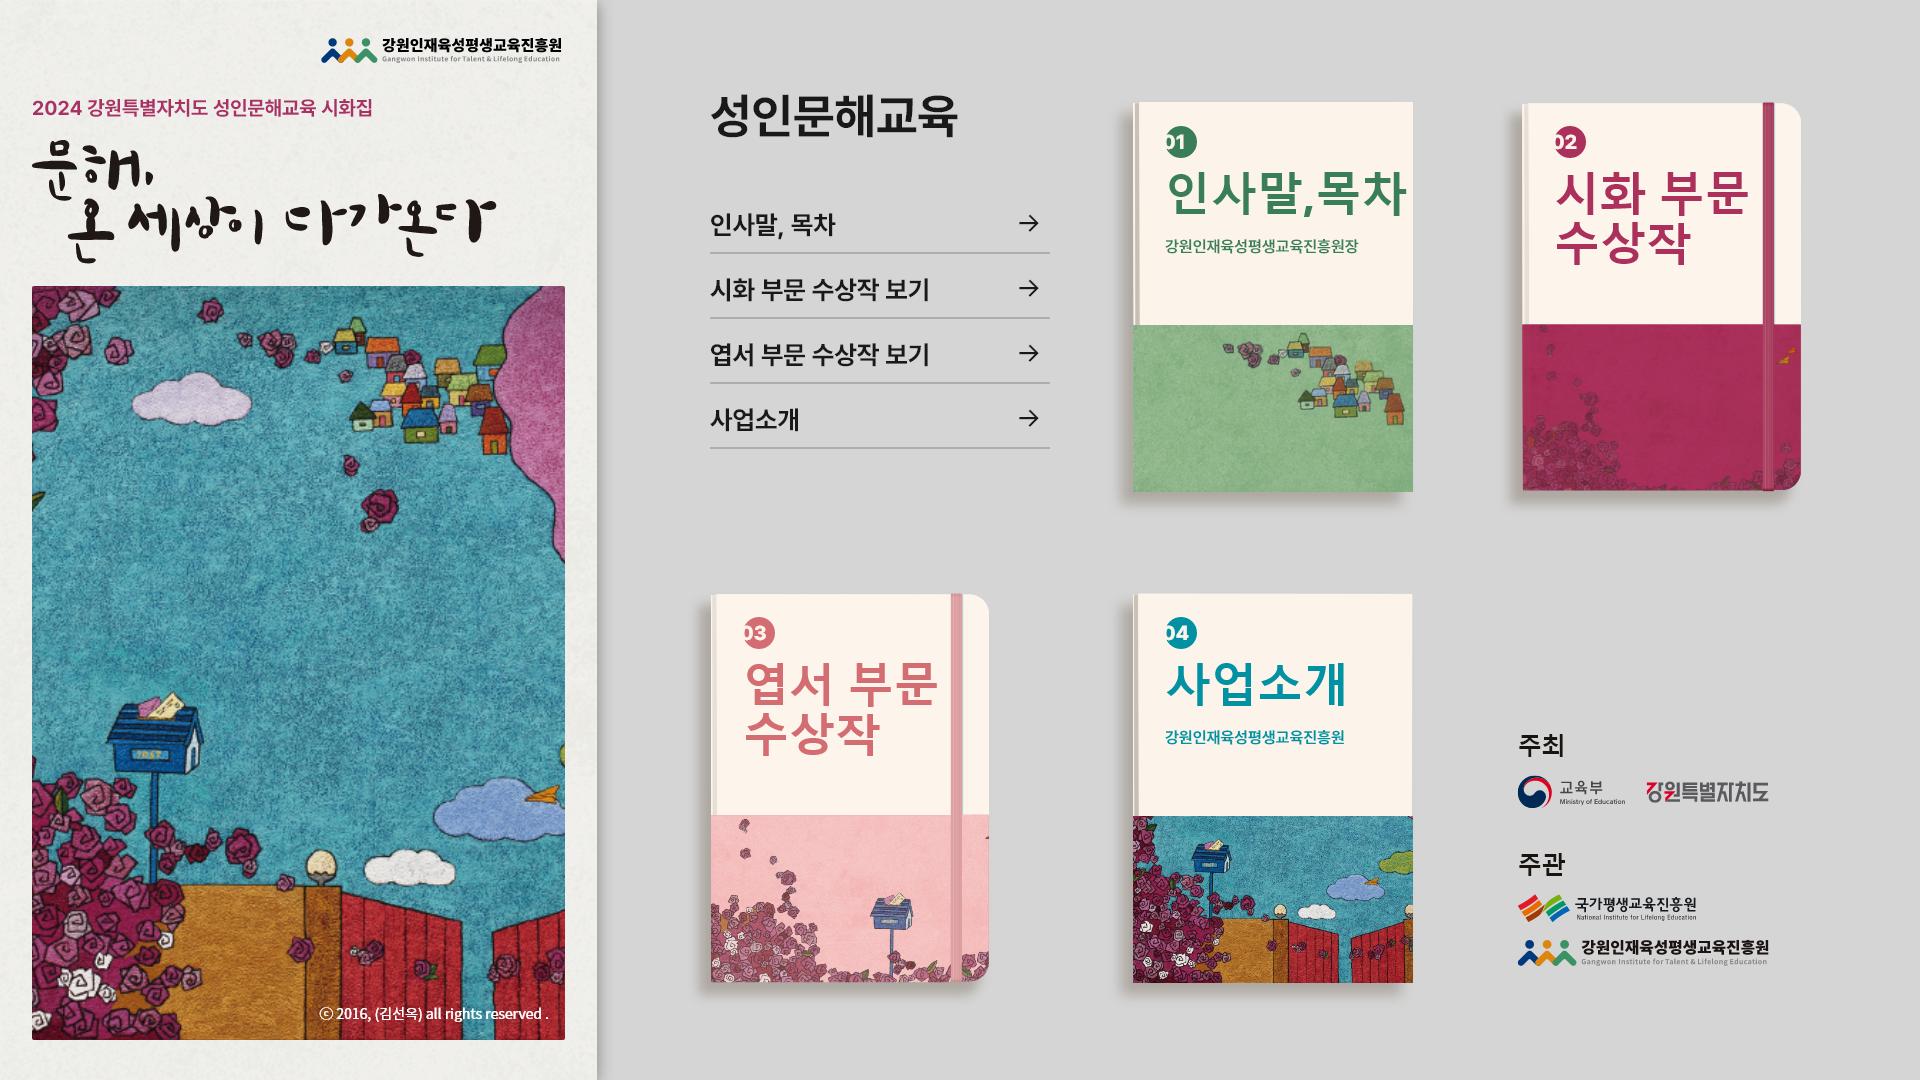 강원인재육성평생교육진흥원
Gangwon Institute for Talent & Lifelong Education
2024 강원특별자치도 성인문해교육 시화집
문해,
온 세상이 다가온다
POST
ⓒ 2016, (김선옥) all rights reserved .
성인문해교육
인사말, 목차
시화 부문 수상작 보기
엽서 부문 수상작 보기
사업소개
01
인사말,목차
강원인재육성평생교육진흥원장
02
시화 부문
수상작
03
엽서 부문
수상작
04
사업소개
강원인재육성평생교육진흥원
주최
교육부
Ministry of Education
강원특별자치도
주관
국가평생교육진흥원
National Institute for Lifelong Education
강원인재육성평생교육진흥원
Gangwon Institute for Talent & Lifelong Education